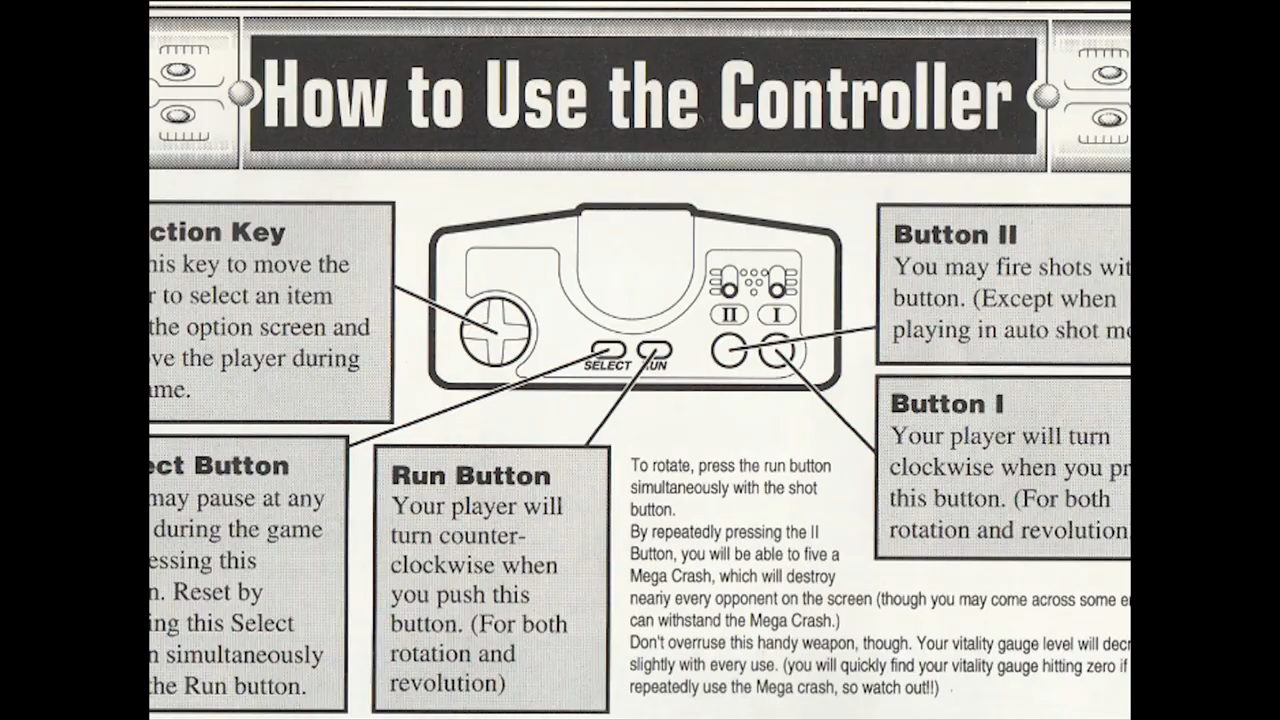 How to Use the Controller
ction Key
his key to move the
r to select an item
the option screen and
ve the player during
me.
ect Button
may pause at any
during the game
essing this
n. Reset by
ing this Select
n simultaneously
he Run button.
Run Button
Your player will
turn counter-
clockwise when
you push this
button. (For both
rotation and
revolution)
II I
SELECT RUN
To rotate, press the run button
simultaneously with the shot
button.
By repeatedly pressing the II
Button, you will be able to five a
Mega Crash, which will destroy
neariy every opponent on the screen (though you may come across some e
can withstand the Mega Crash.)
Don't overuse this handy weapon, though. Your vitality gauge level will decr
slightly with every use. (you will quickly find your vitality gauge hitting zero if
repeatedly use the Mega crash, so watch out!!)
Button II
You may fire shots wit
button. (Except when
playing in auto shot m
Button I
Your player will turn
clockwise when you pr
this button. (For both
rotation and revolution